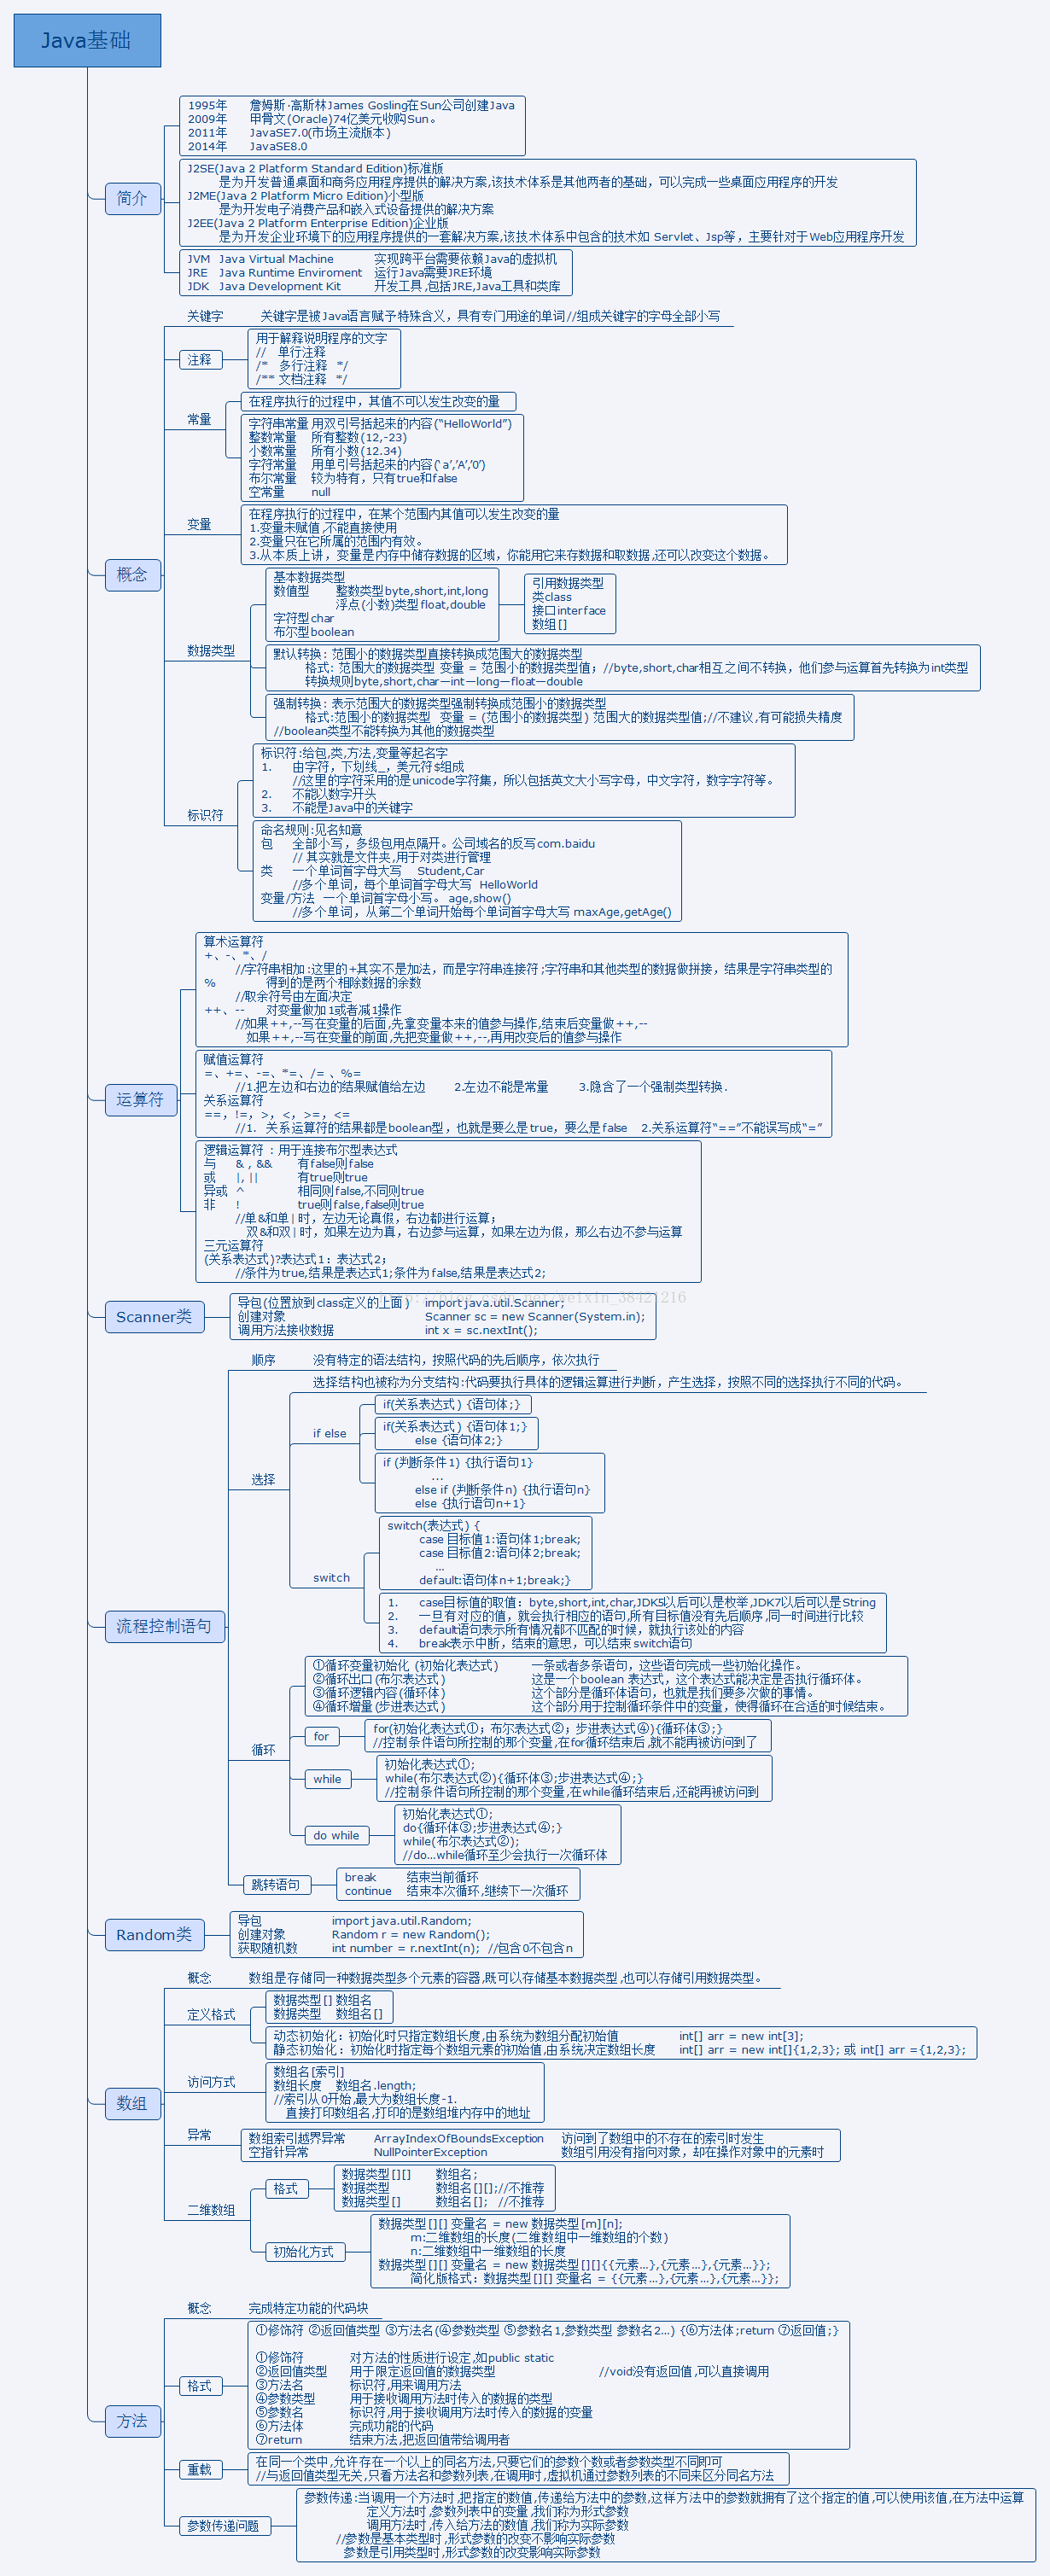 Java基础
简介
1995年 詹姆斯·高斯林James Gosling在Sun公司创建Java
2009年 甲骨文(Oracle)74亿美元收购Sun。
2011年 JavaSE7.0(市场主流版本)
2014年 JavaSE8.0
J2SE(Java 2 Platform Standard Edition)标准版
是为开发普通桌面和商务应用程序提供的解决方案,该技术体系是其他两者的基础，可以完成一些桌面应用程序的开发
J2ME(Java 2 Platform Micro Edition)小型版
是为开发电子消费产品和嵌入式设备提供的解决方案
J2EE(Java 2 Platform Enterprise Edition)企业版
是为开发企业环境下的应用程序提供的一套解决方案,该技术体系中包含的技术如 Servlet、Jsp等，主要针对于Web应用程序开发
JVM Java Virtual Machine 实现跨平台需要依赖Java的虚拟机
JRE Java Runtime Enviroment 运行Java需要JRE环境
JDK Java Development Kit 开发工具,包括JRE,Java工具和类库
概念
关键字 关键字是被Java语言赋予特殊含义，具有专门用途的单词//组成关键字的字母全部小写
注释
用于解释说明程序的文字
// 单行注释
/* 多行注释 */
/** 文档注释 */
常量
在程序执行的过程中，其值不可以发生改变的量
字符串常量 用双引号括起来的内容(“HelloWorld”)
整数常量 所有整数(12,-23)
小数常量 所有小数(12.34)
字符常量 用单引号括起来的内容(‘a’,’A’,’0’)
布尔常量 较为特有，只有true和false
空常量 null
变量
在程序执行的过程中，在某个范围内其值可以发生改变的量
1.变量未赋值,不能直接使用
2.变量只在它所属的范围内有效。
3.从本质上讲，变量是内存中储存数据的区域，你能用它来存数据和取数据,还可以改变这个数据。
数据类型
基本数据类型
数值型 整数类型byte,short,int,long
浮点(小数)类型float,double
字符型char
布尔型boolean
引用数据类型
类class
接口interface
数组[]
默认转换：范围小的数据类型直接转换成范围大的数据类型
格式: 范围大的数据类型 变量 = 范围小的数据类型值；//byte,short,char相互之间不转换，他们参与运算首先转换为int类型
转换规则byte,short,char—int—long—float—double
强制转换：表示范围大的数据类型强制转换成范围小的数据类型
格式:范围小的数据类型 变量 = (范围小的数据类型) 范围大的数据类型值;//不建议,有可能损失精度
//boolean类型不能转换为其他的数据类型
标识符
标识符:给包,类,方法,变量等起名字
1. 由字符，下划线_，美元符$组成
//这里的字符采用的是unicode字符集，所以包括英文大小写字母，中文字符，数字字符等。
2. 不能以数字开头
3. 不能是Java中的关键字
命名规则:见名知意
包 全部小写，多级包用点隔开。公司域名的反写com.baidu
// 其实就是文件夹,用于对类进行管理
类 一个单词首字母大写 Student,Car
//多个单词，每个单词首字母大写 HelloWorld
变量/方法 一个单词首字母小写。age,show()
//多个单词，从第二个单词开始每个单词首字母大写 maxAge,getAge()
运算符
算术运算符
+、-、*、/
//字符串相加:这里的+其实不是加法，而是字符串连接符;字符串和其他类型的数据做拼接，结果是字符串类型的
% 得到的是两个相除数据的余数
//取余符号由左面决定
++、-- 对变量做加1或者减1操作
//如果++,--写在变量的后面,先拿变量本来的值参与操作,结束后变量做++,--
如果++,--写在变量的前面,先把变量做++,--,再用改变后的值参与操作
赋值运算符
=、+=、-=、*=、/= 、%=
//1.把左边和右边的结果赋值给左边 2.左边不能是常量 3.隐含了一个强制类型转换.
关系运算符
==，!=，>，<，>=，<=
//1. 关系运算符的结果都是boolean型，也就是要么是true，要么是false 2.关系运算符“==”不能误写成“=”
逻辑运算符 ：用于连接布尔型表达式
与 & , && 有false则false
或 |, || 有true则true
异或 ^ 相同则false,不同则true
非 ! true则false,false则true
//单&和单|时，左边无论真假，右边都进行运算；
双&和双|时，如果左边为真，右边参与运算，如果左边为假，那么右边不参与运算
三元运算符
(关系表达式)?表达式1：表达式2；
//条件为true,结果是表达式1;条件为false,结果是表达式2;
http://blog.csdn.net/weixin_38421216
Scanner类
导包(位置放到class定义的上面) import java.util.Scanner;
创建对象 Scanner sc = new Scanner(System.in);
调用方法接收数据 int x = sc.nextInt();
流程控制语句
顺序 没有特定的语法结构，按照代码的先后顺序，依次执行
选择
选择结构也被称为分支结构:代码要执行具体的逻辑运算进行判断，产生选择，按照不同的选择执行不同的代码。
if else
if(关系表达式) {语句体;}
if(关系表达式) {语句体1;}
else {语句体2;}
if (判断条件1) {执行语句1}
...
else if (判断条件n) {执行语句n}
else {执行语句n+1}
switch
switch(表达式) {
case 目标值1:语句体1;break;
case 目标值2:语句体2;break;
...
default:语句体n+1;break;}
1. case目标值的取值：byte,short,int,char,JDK5以后可以是枚举,JDK7以后可以是String
2. 一旦有对应的值，就会执行相应的语句,所有目标值没有先后顺序,同一时间进行比较
3. default语句表示所有情况都不匹配的时候，就执行该处的内容
4. break表示中断，结束的意思，可以结束switch语句
循环
①循环变量初始化 (初始化表达式) 一条或者多条语句，这些语句完成一些初始化操作。
②循环出口(布尔表达式) 这是一个boolean 表达式，这个表达式能决定是否执行循环体。
③循环逻辑内容(循环体) 这个部分是循环体语句，也就是我们要多次做的事情。
④循环增量(步进表达式) 这个部分用于控制循环条件中的变量，使得循环在合适的时候结束。
for
for(初始化表达式①；布尔表达式②；步进表达式④){循环体③;}
//控制条件语句所控制的那个变量,在for循环结束后,就不能再被访问到了
while
初始化表达式①;
while(布尔表达式②){循环体③;步进表达式④;}
//控制条件语句所控制的那个变量,在while循环结束后,还能再被访问到
do while
初始化表达式①;
do{循环体③;步进表达式④;}
while(布尔表达式②);
//do...while循环至少会执行一次循环体
跳转语句
break 结束当前循环
continue 结束本次循环,继续下一次循环
Random类
导包 import java.util.Random;
创建对象 Random r = new Random();
获取随机数 int number = r.nextInt(n); //包含0不包含n
数组
概念 数组是存储同一种数据类型多个元素的容器,既可以存储基本数据类型,也可以存储引用数据类型。
定义格式
数据类型[] 数组名
数据类型 数组名[]
动态初始化：初始化时只指定数组长度,由系统为数组分配初始值 int[] arr = new int[3];
静态初始化：初始化时指定每个数组元素的初始值,由系统决定数组长度 int[] arr = new int[]{1,2,3}; 或 int[] arr ={1,2,3};
访问方式
数组名[索引]
数组长度 数组名.length;
//索引从0开始,最大为数组长度-1.
直接打印数组名,打印的是数组堆内存中的地址
异常
数组索引越界异常 ArrayIndexOfBoundsException 访问到了数组中的不存在的索引时发生
空指针异常 NullPointerException 数组引用没有指向对象，却在操作对象中的元素时
二维数组
格式
数据类型[][] 数组名;
数据类型 数组名[][];//不推荐
数据类型[] 数组名[]; //不推荐
初始化方式
数据类型[][] 变量名 = new 数据类型[m][n];
m:二维数组的长度(二维数组中一维数组的个数)
n:二维数组中一维数组的长度
数据类型[][] 变量名 = new 数据类型[][]{{元素...},{元素...},{元素...}};
简化版格式：数据类型[][] 变量名 = {{元素...},{元素...},{元素...}};
方法
概念 完成特定功能的代码块
格式
①修饰符 ②返回值类型 ③方法名(④参数类型 ⑤参数名1,参数类型 参数名2...) {⑥方法体;return ⑦返回值;}
①修饰符 对方法的性质进行设定,如public static
②返回值类型 用于限定返回值的数据类型 //void没有返回值,可以直接调用
③方法名 标识符,用来调用方法
④参数类型 用于接收调用方法时传入的数据的类型
⑤参数名 标识符,用于接收调用方法时传入的数据的变量
⑥方法体 完成功能的代码
⑦return 结束方法,把返回值带给调用者
重载
在同一个类中,允许存在一个以上的同名方法,只要它们的参数个数或者参数类型不同即可
//与返回值类型无关,只看方法名和参数列表,在调用时,虚拟机通过参数列表的不同来区分同名方法
参数传递问题
参数传递:当调用一个方法时,把指定的数值,传递给方法中的参数,这样方法中的参数就拥有了这个指定的值,可以使用该值,在方法中运算
定义方法时,参数列表中的变量,我们称为形式参数
调用方法时,传入给方法的数值,我们称为实际参数
//参数是基本类型时,形式参数的改变不影响实际参数
参数是引用类型时,形式参数的改变影响实际参数